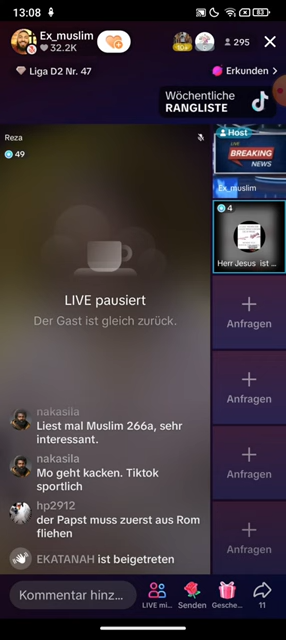 13:08
83
Ex_muslim
32.2K
295
Liga D2 Nr. 47
Erkunden >
Wöchentliche
RANGLISTE
Reza
49
Host
LIVE
BREAKING
NEWS
Ex_muslim
LIVE pausiert
Der Gast ist gleich zurück.
4
Herr Jesus ist ...
Anfragen
Anfragen
Anfragen
Anfragen
nakasila
Liest mal Muslim 266a, sehr
interessant.
nakasila
Mo geht kacken. Tiktok
sportlich
hp2912
der Papst muss zuerst aus Rom
fliehen
EKATANAH ist beigetreten
Kommentar hinz...
LIVE mi...
Senden
Gesche...
11